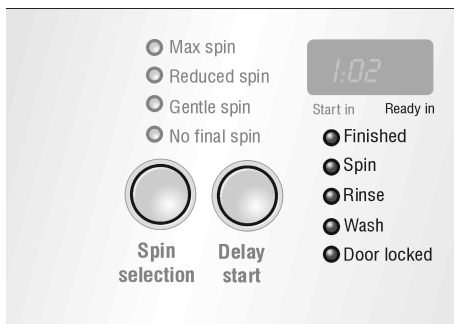 Max spin
Reduced spin
Gentle spin
No final spin
Spin
selection
Delay
start
1:02
Start in Ready in
Finished
Spin
Rinse
Wash
Door locked